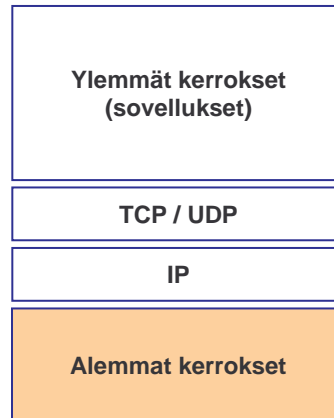 Ylemmät kerrokset
(sovellukset)
TCP / UDP
IP
Alemmat kerrokset